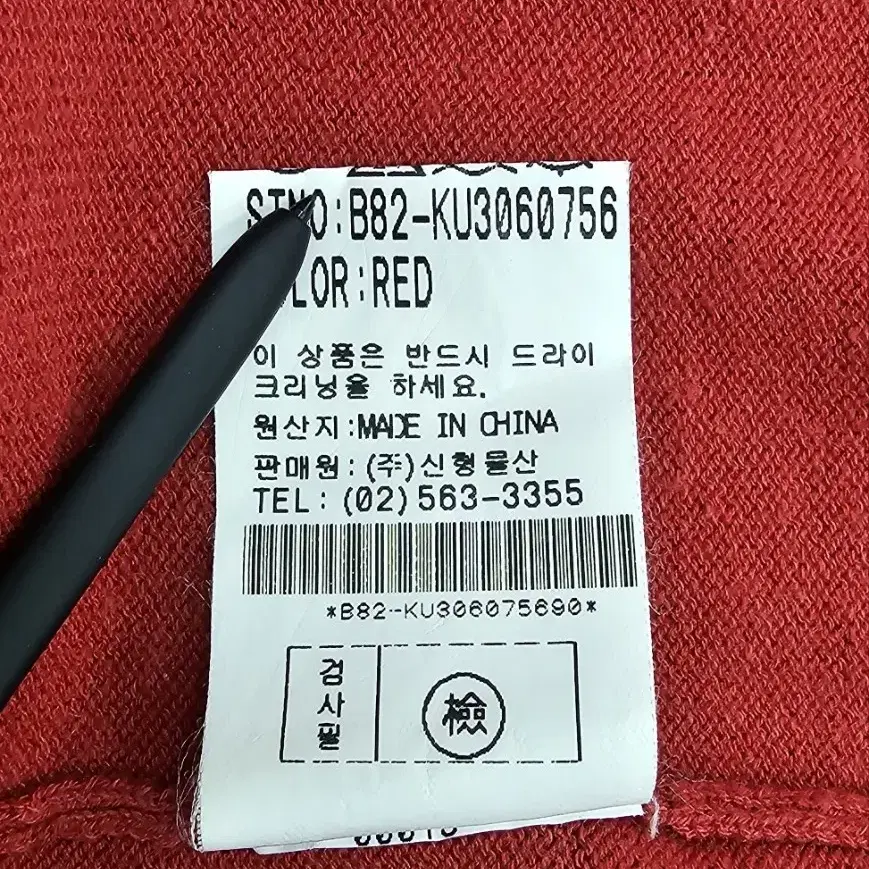 STNO:B82-KU3060756
COLOR:RED
이 상품은 반드시 드라이
크리닝을 하세요.
원산지:MADE IN CHINA
판매원:(주)신형물산
TEL:(02)563-3355
*B82-KU306075690*
검사필
檢